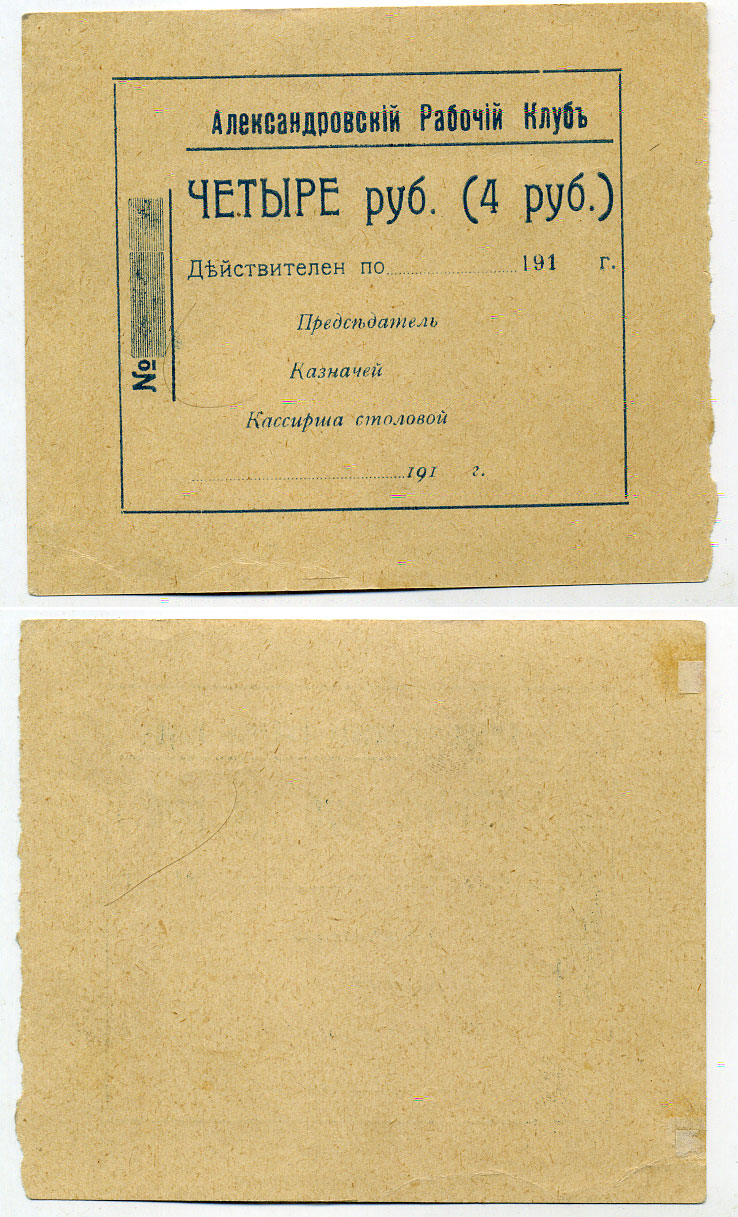 Александровскій Рабочій Клубъ
ЧЕТЫРЕ руб. (4 руб.)
Дѣйствителен по 191 г.
Предсѣдатель
Казначей
Кассирша столовой
191 г.
№